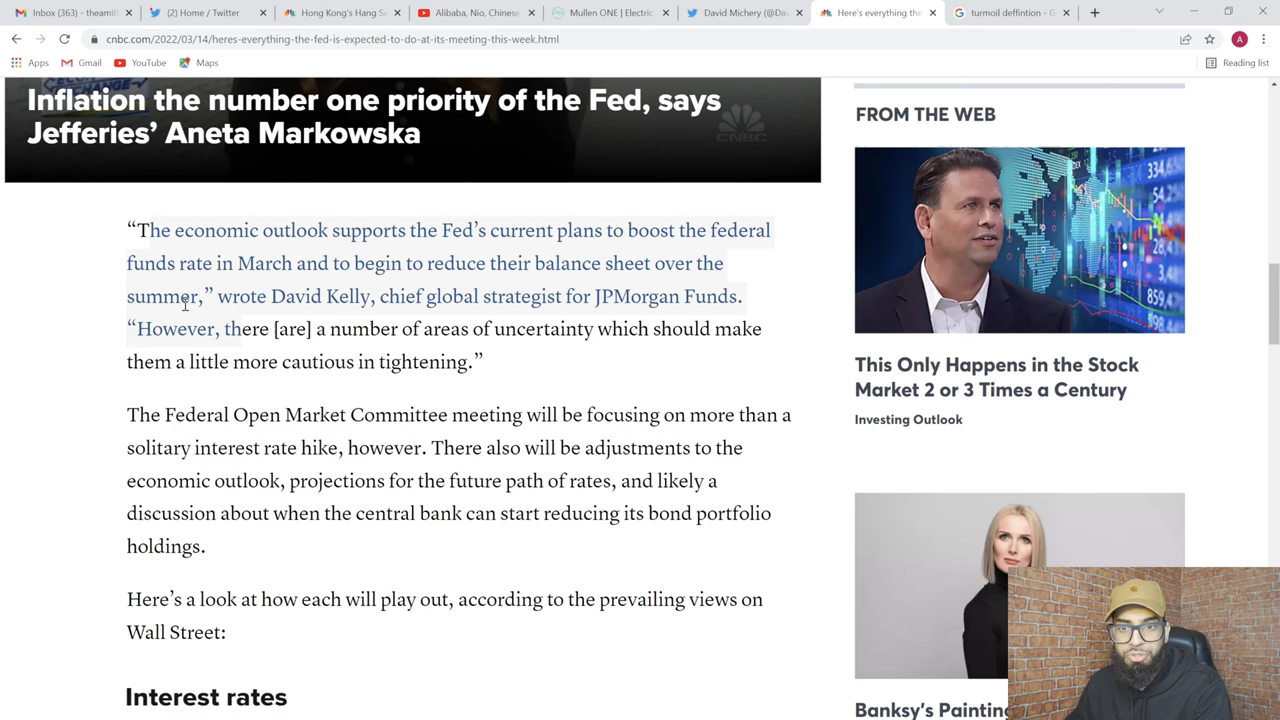 Inbox (363) - theamit
(2) Home / Twitter
Hong Kong's Hang S
Alibaba, Nio, Chinese
Mullen ONE | Electric
David Michery (@Dav
Here's everything the
turmoil deffintion - G
cnbc.com/2022/03/14/heres-everything-the-fed-is-expected-to-do-at-its-meeting-this-week.html
A
Apps
Gmail
YouTube
Maps
Reading list
Inflation the number one priority of the Fed, says
Jefferies’ Aneta Markowska
CNBC
“The economic outlook supports the Fed’s current plans to boost the federal
funds rate in March and to begin to reduce their balance sheet over the
summer,” wrote David Kelly, chief global strategist for JPMorgan Funds.
“However, there [are] a number of areas of uncertainty which should make
them a little more cautious in tightening.”
The Federal Open Market Committee meeting will be focusing on more than a
solitary interest rate hike, however. There also will be adjustments to the
economic outlook, projections for the future path of rates, and likely a
discussion about when the central bank can start reducing its bond portfolio
holdings.
Here’s a look at how each will play out, according to the prevailing views on
Wall Street:
Interest rates
FROM THE WEB
This Only Happens in the Stock
Market 2 or 3 Times a Century
Investing Outlook
Banksy's Painting